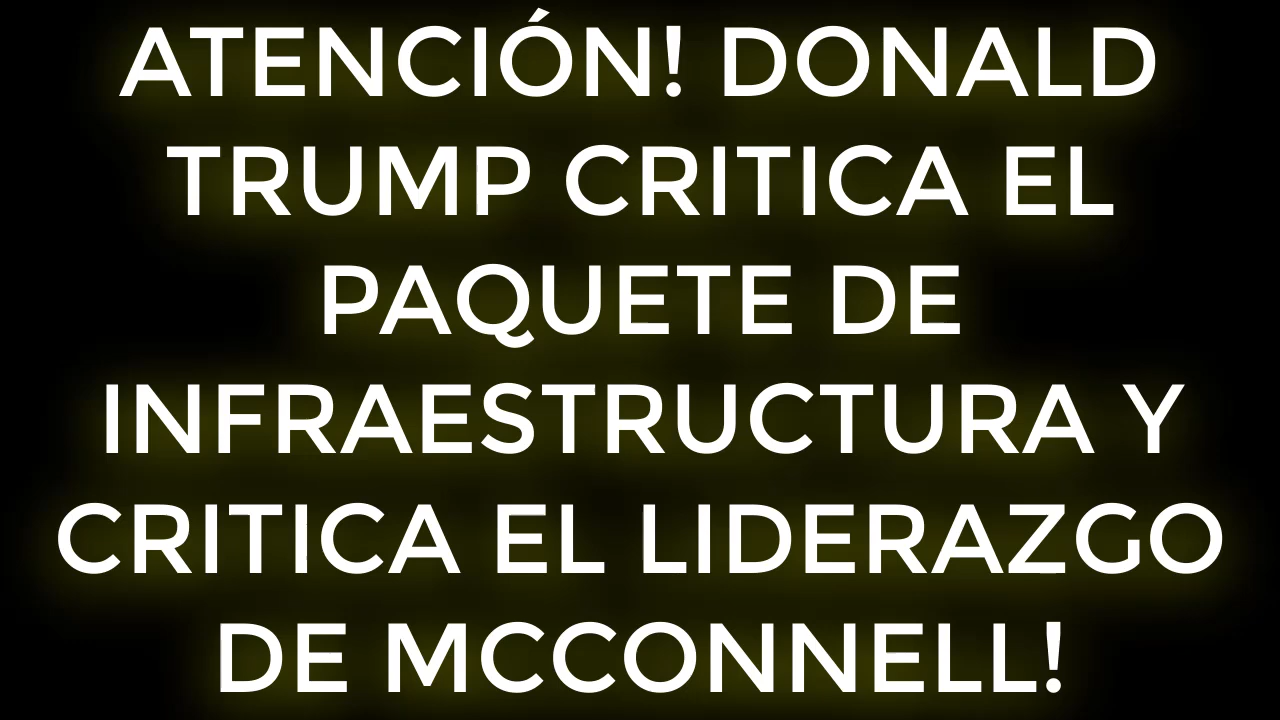 ATENCIÓN! DONALD
TRUMP CRITICA EL
PAQUETE DE
INFRAESTRUCTURA Y
CRITICA EL LIDERAZGO
DE MCCONNELL!